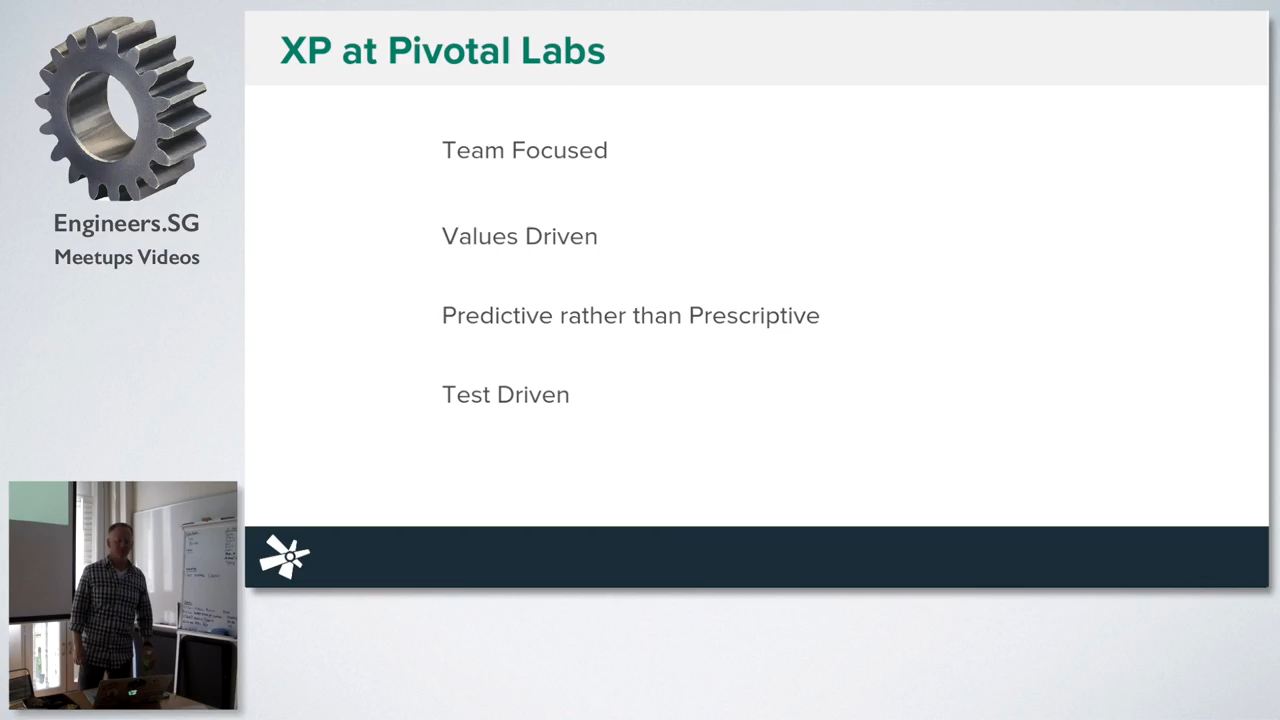 XP at Pivotal Labs
Team Focused
Values Driven
Predictive rather than Prescriptive
Test Driven
Engineers.SG
Meetups Videos